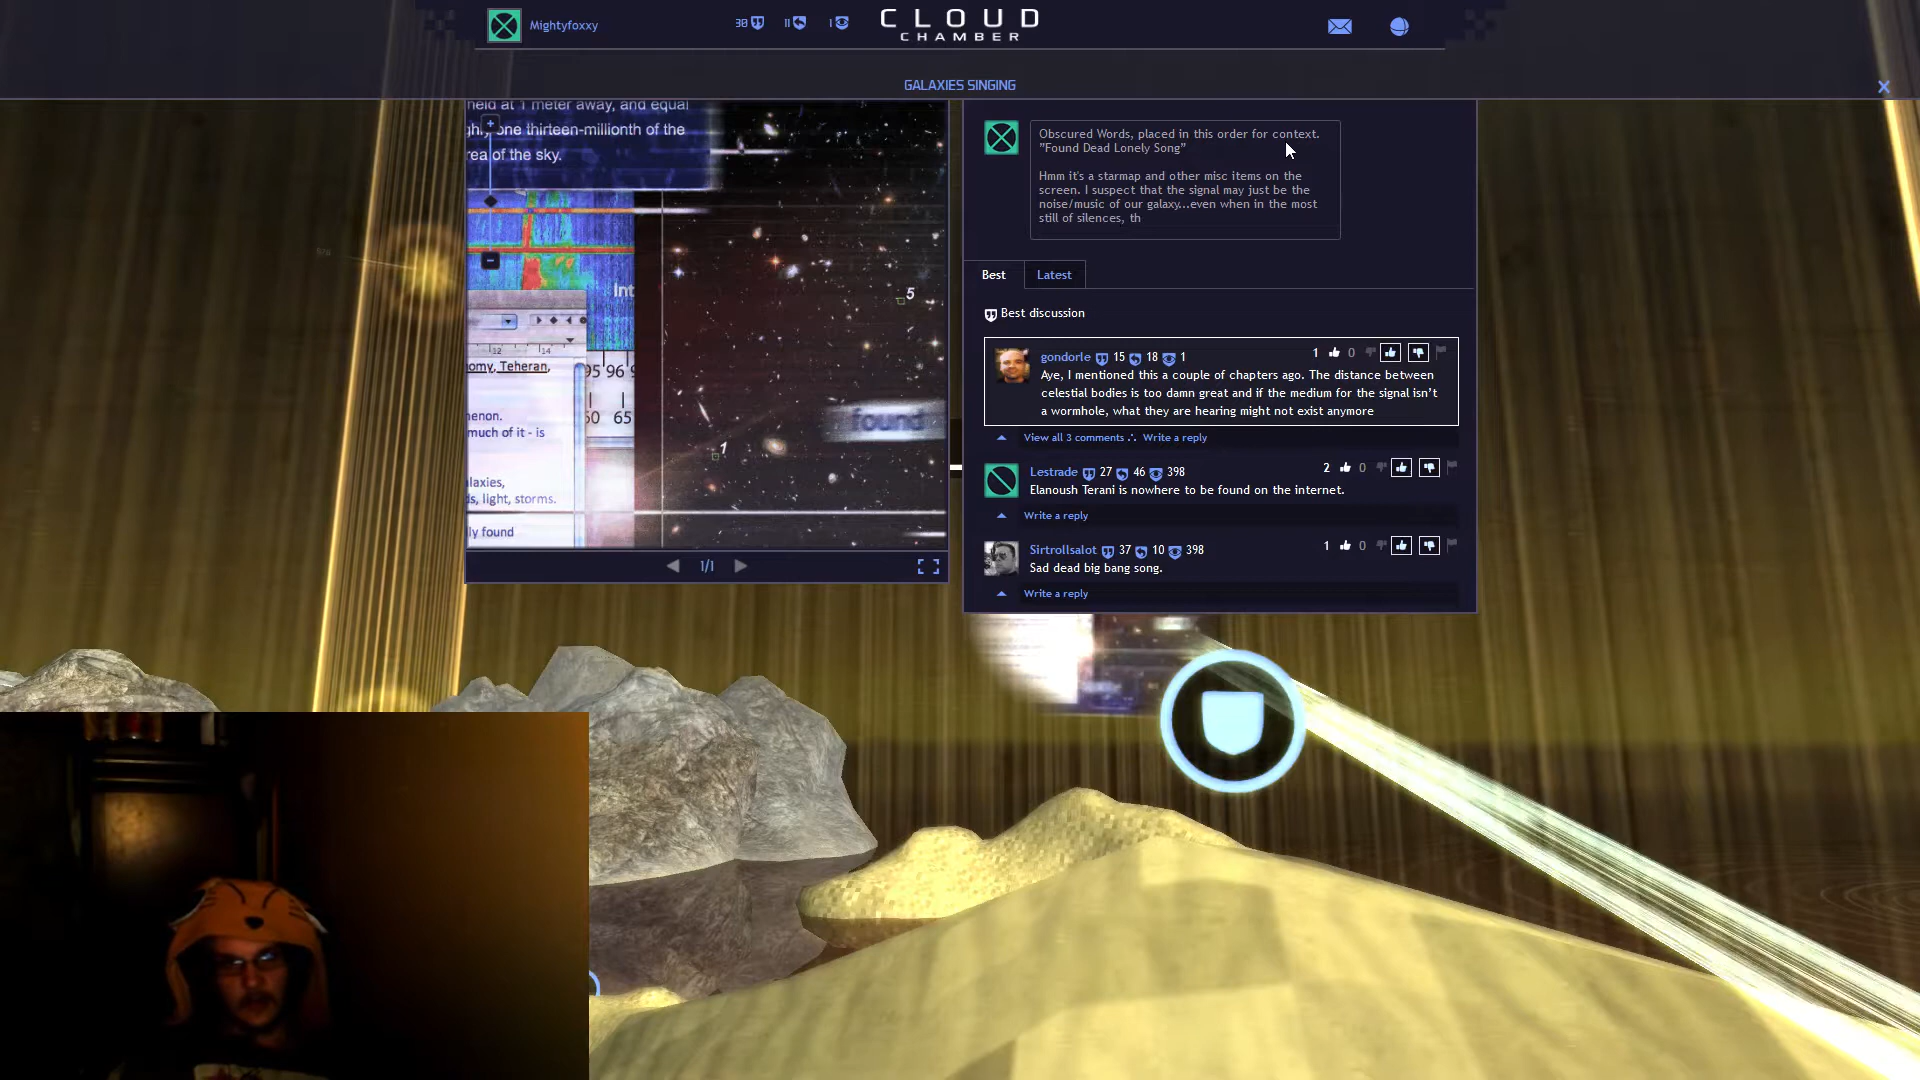 Mightyfoxxy
30 11 1
CLOUD
CHAMBER
GALAXIES SINGING
held at 1 meter away, and equal
one thirteen-millionth of the
rea of the sky.
Int
12 14
omy, Teheran,
95 96 9
60 65
enon.
much of it - is
laxies,
ds, light, storms.
ly found
5
1
found
1/1
Obscured Words, placed in this order for context.
"Found Dead Lonely Song"
Hmm it's a starmap and other misc items on the
screen. I suspect that the signal may just be the
noise/music of our galaxy...even when in the most
still of silences, th
Best Latest
Best discussion
gondorle 15 18 1 1 0
Aye, I mentioned this a couple of chapters ago. The distance between
celestial bodies is too damn great and if the medium for the signal isn't
a wormhole, what they are hearing might not exist anymore
View all 3 comments Write a reply
Lestrade 27 46 398 2 0
Elanoush Terani is nowhere to be found on the internet.
Write a reply
Sirtrollsalot 37 10 398 1 0
Sad dead big bang song.
Write a reply